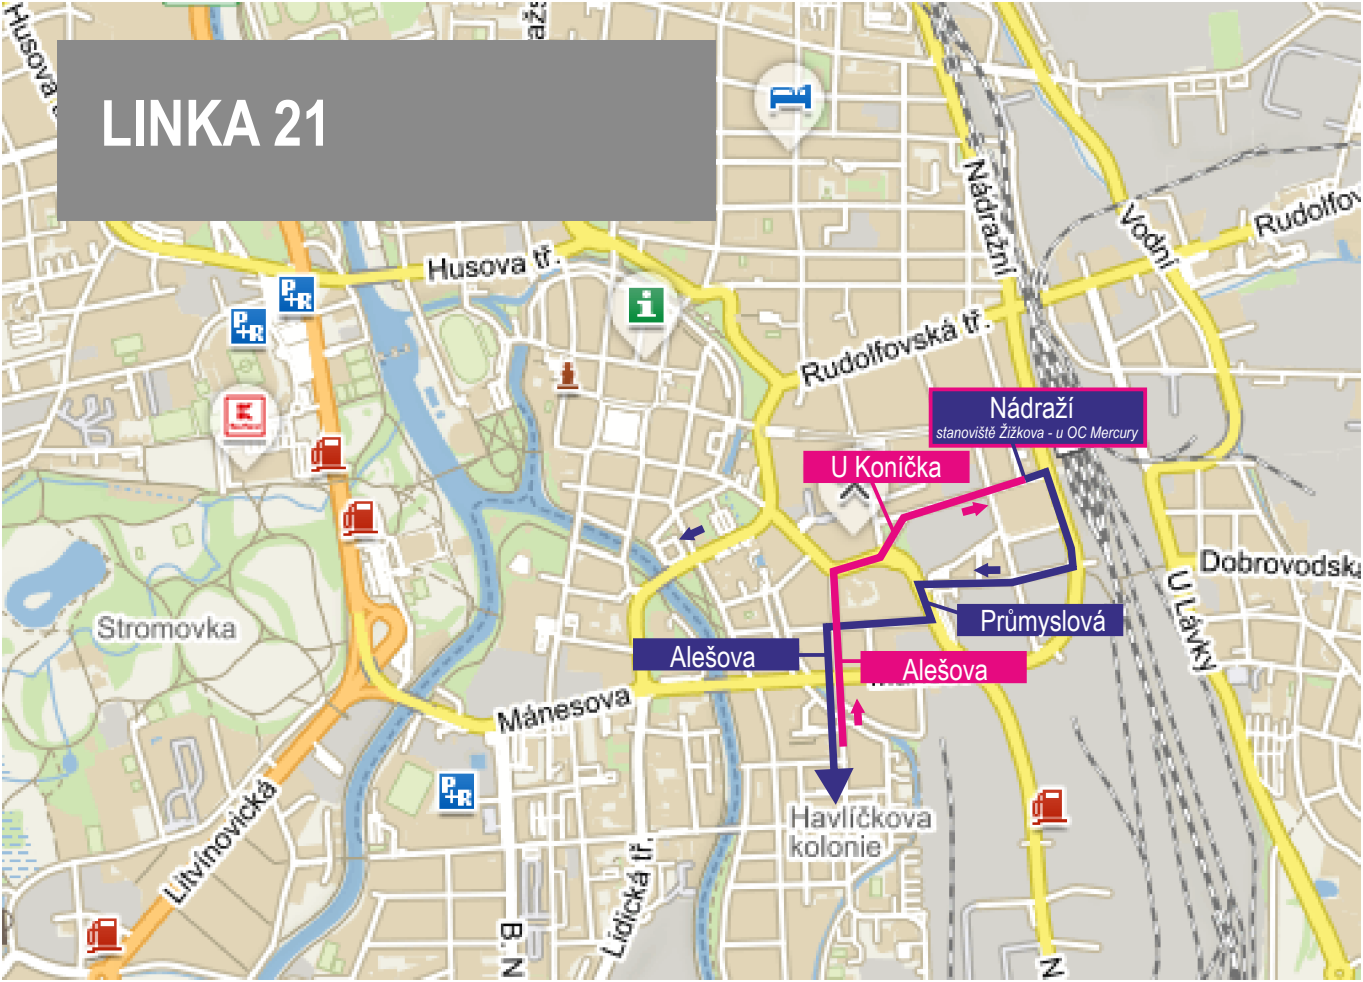 Husova
LINKA 21
Nádražní
Vodní
Husova tř.
Rudolfovská tř.
P+R
P+R
i
K
Nádraží
stanoviště Žižkova - u OC Mercury
U Koníčka
Dobrovodská
U Lávky
Stromovka
Průmyslová
Alešova
Alešova
Mánesova
P+R
Litvínovická
Havlíčkova
kolonie
Lidická tř.
B. N
N